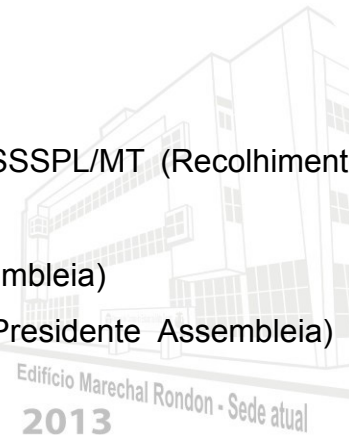 SSSPL/MT (Recolhiment
mbleia)
Presidente Assembleia)
Edifício Marechal Rondon - Sede atual
2013